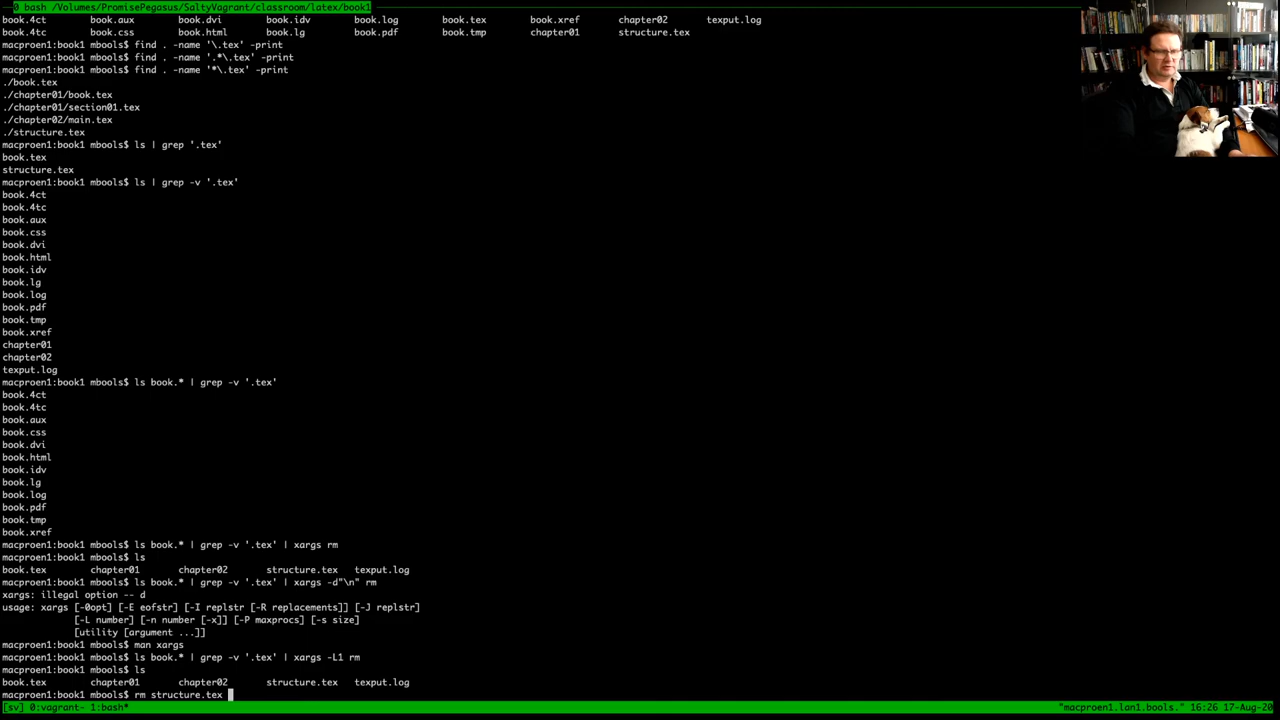 0 bash /Volumes/PromisePegasus/SaltyVagrant/classroom/latex/book1
book.4ct book.aux book.dvi book.idv book.log book.tex book.xref chapter02 texput.log
book.4tc book.css book.html book.lg book.pdf book.tmp chapter01 structure.tex
macproen1:book1 mbools$ find . -name '\.tex' -print
macproen1:book1 mbools$ find . -name '.*\.tex' -print
macproen1:book1 mbools$ find . -name '*\.tex' -print
./book.tex
./chapter01/book.tex
./chapter01/section01.tex
./chapter02/main.tex
./structure.tex
macproen1:book1 mbools$ ls | grep '.tex'
book.tex
structure.tex
macproen1:book1 mbools$ ls | grep -v '.tex'
book.4ct
book.4tc
book.aux
book.css
book.dvi
book.html
book.idv
book.lg
book.log
book.pdf
book.tmp
book.xref
chapter01
chapter02
texput.log
macproen1:book1 mbools$ ls book.* | grep -v '.tex'
book.4ct
book.4tc
book.aux
book.css
book.dvi
book.html
book.idv
book.lg
book.log
book.pdf
book.tmp
book.xref
macproen1:book1 mbools$ ls book.* | grep -v '.tex' | xargs rm
macproen1:book1 mbools$ ls
book.tex chapter01 chapter02 structure.tex texput.log
macproen1:book1 mbools$ ls book.* | grep -v '.tex' | xargs -d"\n" rm
xargs: illegal option -- d
usage: xargs [-0opt] [-E eofstr] [-I replstr [-R replacements]] [-J replstr]
[-L number] [-n number [-x]] [-P maxprocs] [-s size]
[utility [argument ...]]
macproen1:book1 mbools$ man xargs
macproen1:book1 mbools$ ls book.* | grep -v '.tex' | xargs -L1 rm
macproen1:book1 mbools$ ls
book.tex chapter01 chapter02 structure.tex texput.log
macproen1:book1 mbools$ rm structure.tex
[sv] 0:vagrant- 1:bash* "macproen1.lan1.bools." 16:26 17-Aug-20